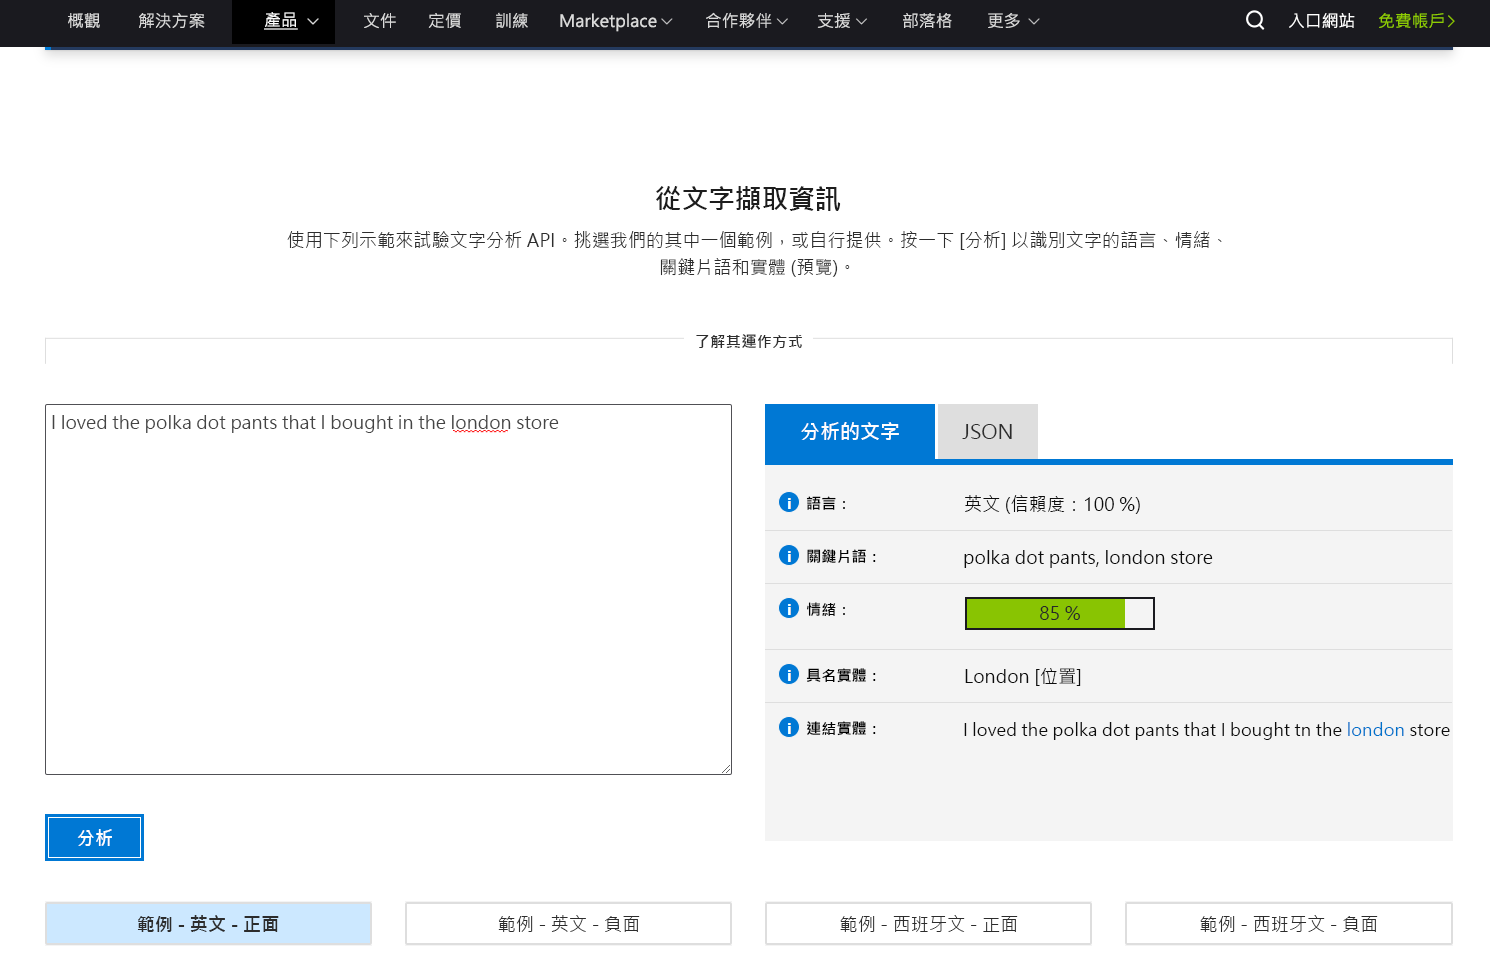 概觀 解決方案 產品 文件 定價 訓練 Marketplace 合作夥伴 支援 部落格 更多 入口網站 免費帳戶
從文字擷取資訊
使用下列示範來試驗文字分析 API。挑選我們的其中一個範例，或自行提供。按一下 [分析] 以識別文字的語言、情緒、
關鍵片語和實體 (預覽)。
了解其運作方式
I loved the polka dot pants that I bought in the london store
分析的文字 JSON
語言： 英文 (信賴度：100 %)
關鍵片語： polka dot pants, london store
情緒： 85 %
具名實體： London [位置]
連結實體： I loved the polka dot pants that I bought tn the london store
分析
範例 - 英文 - 正面 範例 - 英文 - 負面 範例 - 西班牙文 - 正面 範例 - 西班牙文 - 負面